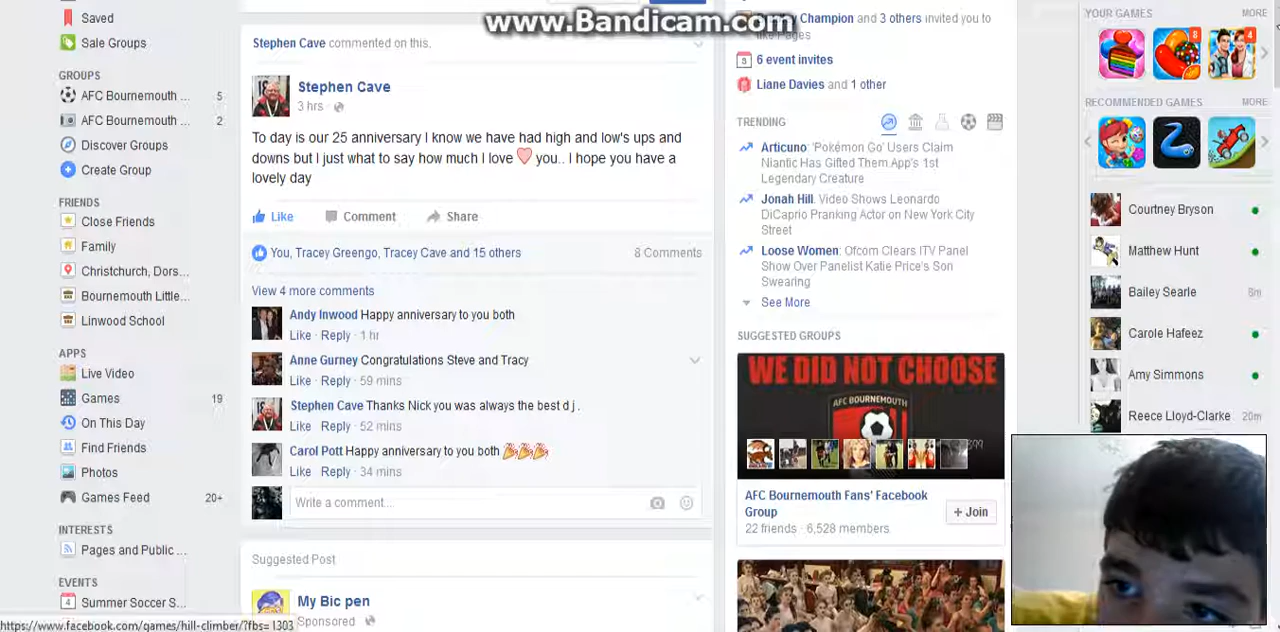 www.Bandicam.com
Saved
Sale Groups
GROUPS
AFC Bournemouth ... 5
AFC Bournemouth ... 2
Discover Groups
Create Group
FRIENDS
Close Friends
Family
Christchurch, Dors...
Bournemouth Little...
Linwood School
APPS
Live Video
Games 19
On This Day
Find Friends
Photos
Games Feed 20+
INTERESTS
Pages and Public ...
EVENTS
4 Summer Soccer S...
https://www.facebook.com/games/hill-climber/?fbs=1303
Stephen Cave commented on this.
Stephen Cave
3 hrs
To day is our 25 anniversary I know we have had high and low's ups and
downs but I just what to say how much I love ❤ you.. I hope you have a
lovely day
Like Comment Share
You, Tracey Greengo, Tracey Cave and 15 others 8 Comments
View 4 more comments
Andy Inwood Happy anniversary to you both
Like · Reply · 1 hr
Anne Gurney Congratulations Steve and Tracy
Like · Reply · 59 mins
Stephen Cave Thanks Nick you was always the best d j .
Like · Reply · 52 mins
Carol Pott Happy anniversary to you both 🎉🎉🎉
Like · Reply · 34 mins
Write a comment...
Suggested Post
My Bic pen
Sponsored
Champion and 3 others invited you to
like Pages
6 event invites
Liane Davies and 1 other
TRENDING
Articuno: 'Pokémon Go' Users Claim
Niantic Has Gifted Them App's 1st
Legendary Creature
Jonah Hill: Video Shows Leonardo
DiCaprio Pranking Actor on New York City
Street
Loose Women: Ofcom Clears ITV Panel
Show Over Panelist Katie Price's Son
Swearing
See More
SUGGESTED GROUPS
WE DID NOT CHOOSE
AFC BOURNEMOUTH
AFC Bournemouth Fans' Facebook
Group
22 friends · 6,528 members
+ Join
YOUR GAMES MORE
8 4
RECOMMENDED GAMES MORE
Courtney Bryson
Matthew Hunt
Bailey Searle 8m
Carole Hafeez
Amy Simmons
Reece Lloyd-Clarke 20m